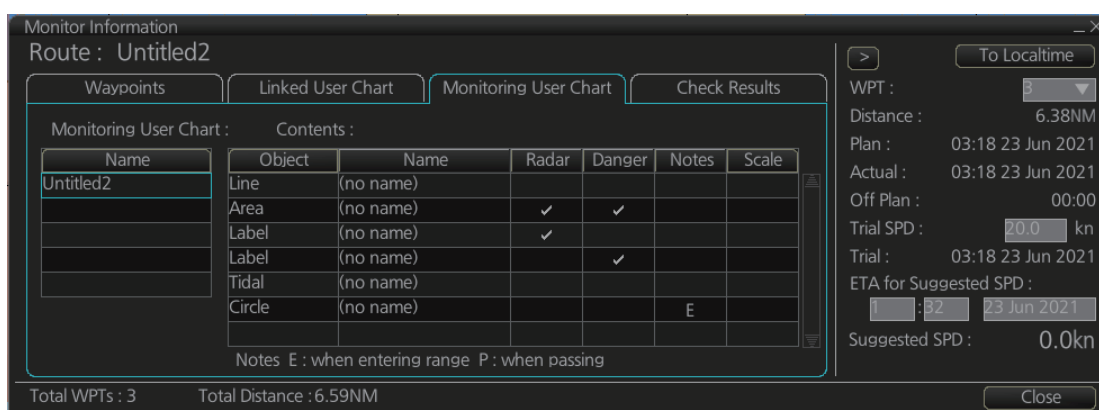 Monitor Information
Route : Untitled2
Waypoints Linked User Chart Monitoring User Chart Check Results
Monitoring User Chart : Contents :
Name Object Name Radar Danger Notes Scale
Untitled2 Line (no name)
Area (no name) ✓ ✓
Label (no name) ✓
Label (no name) ✓
Tidal (no name)
Circle (no name) E
Notes E : when entering range P : when passing
> To Localtime
WPT : 3
Distance : 6.38NM
Plan : 03:18 23 Jun 2021
Actual : 03:18 23 Jun 2021
Off Plan : 00:00
Trial SPD : 20.0 kn
Trial : 03:18 23 Jun 2021
ETA for Suggested SPD :
1 :32 23 Jun 2021
Suggested SPD : 0.0kn
Total WPTs : 3 Total Distance : 6.59NM Close